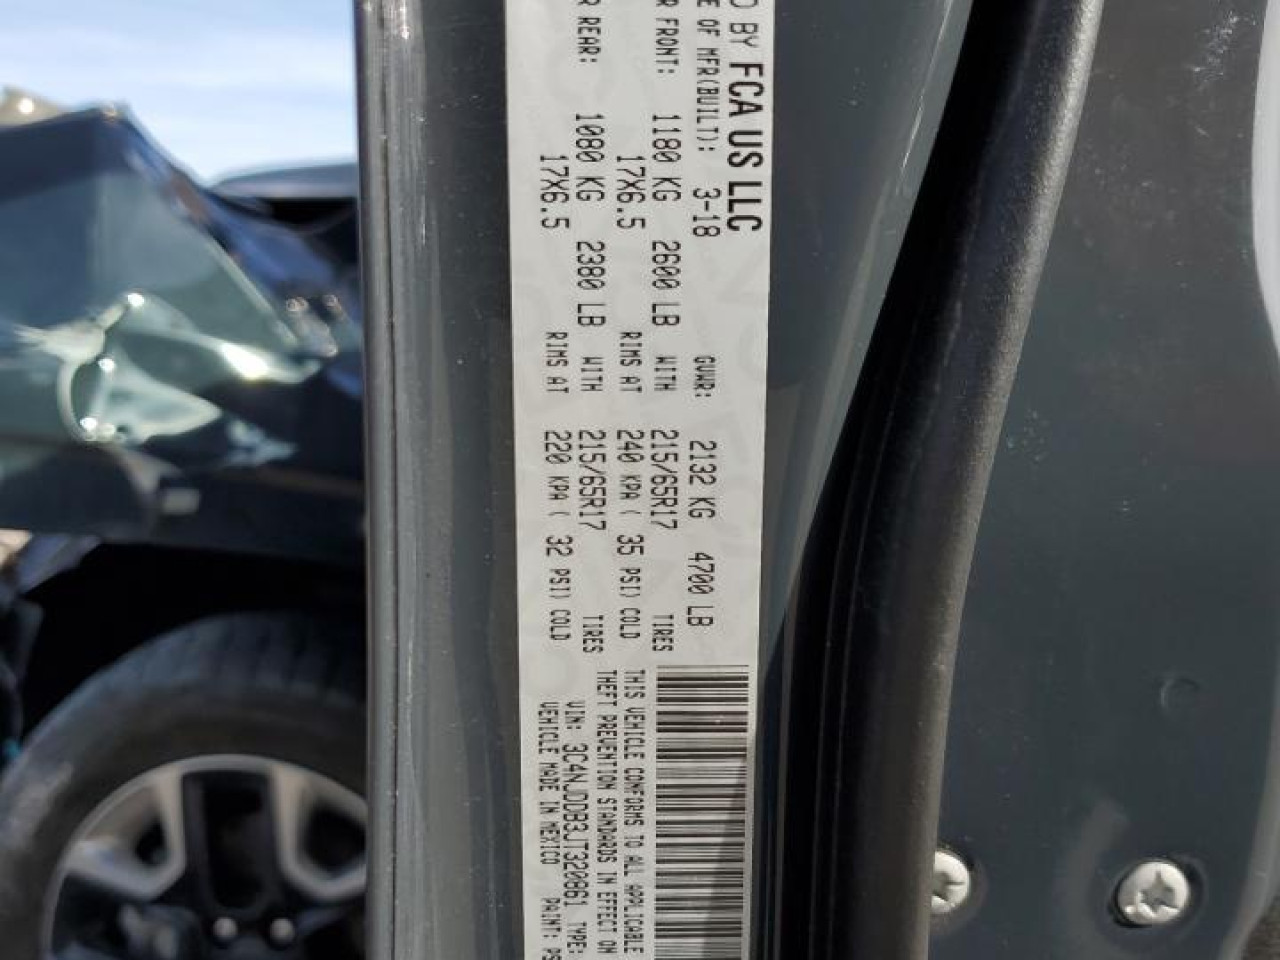 D BY FCA US LLC
E OF MFR(BUILT): 3-18 GVWR: 2132 KG 4700 LB
R FRONT: 1180 KG 2600 LB WITH 215/65R17 TIRES
17X6.5 RIMS AT 240 KPA ( 35 PSI) COLD
R REAR: 1080 KG 2380 LB WITH 215/65R17 TIRES
17X6.5 RIMS AT 220 KPA ( 32 PSI) COLD
THIS VEHICLE CONFORMS TO ALL APPLICABLE
THEFT PREVENTION STANDARDS IN EFFECT ON
VIN: 3C4NJDDB3JT320861 TYPE:
VEHICLE MADE IN MEXICO PAINT: PS